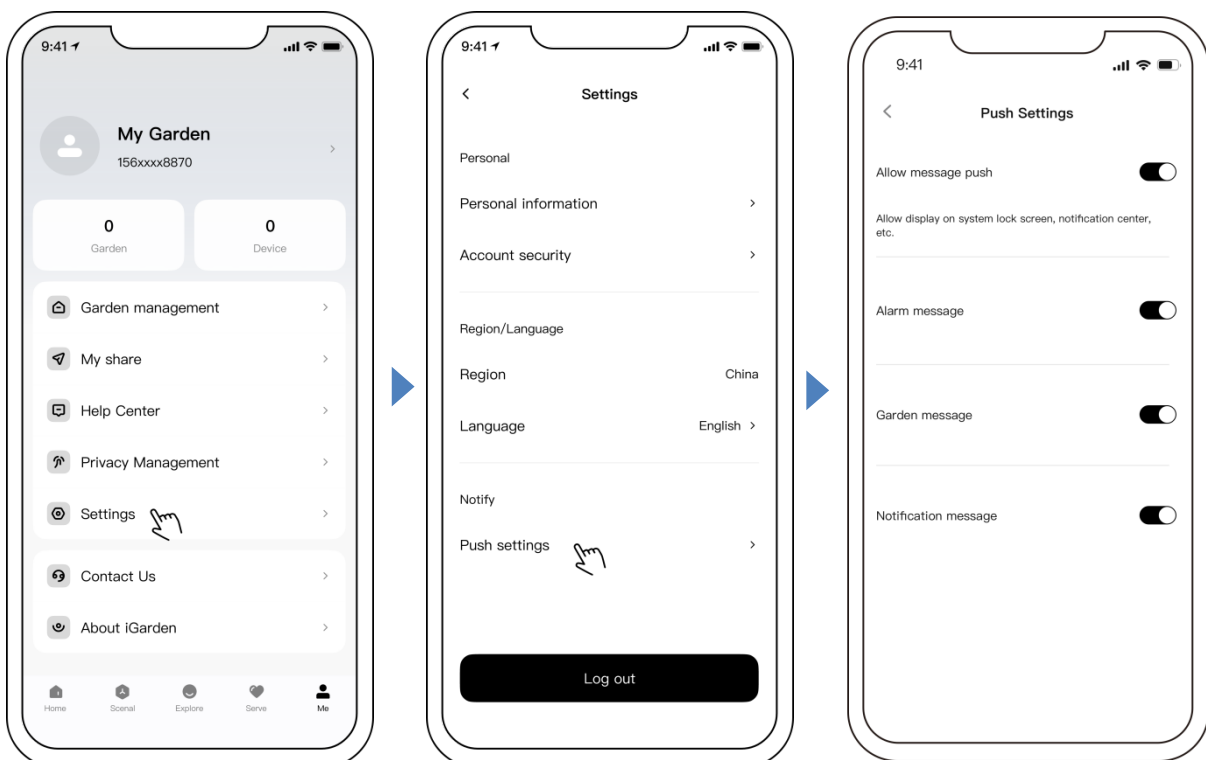 9:41
My Garden
156xxxx8870
0
Garden
0
Device
Garden management
My share
Help Center
Privacy Management
Settings
Contact Us
About iGarden
Home
Scenal
Explore
Serve
Me
9:41
Settings
Personal
Personal information
Account security
Region/Language
Region
China
Language
English
Notify
Push settings
Log out
9:41
Push Settings
Allow message push
Allow display on system lock screen, notification center,
etc.
Alarm message
Garden message
Notification message